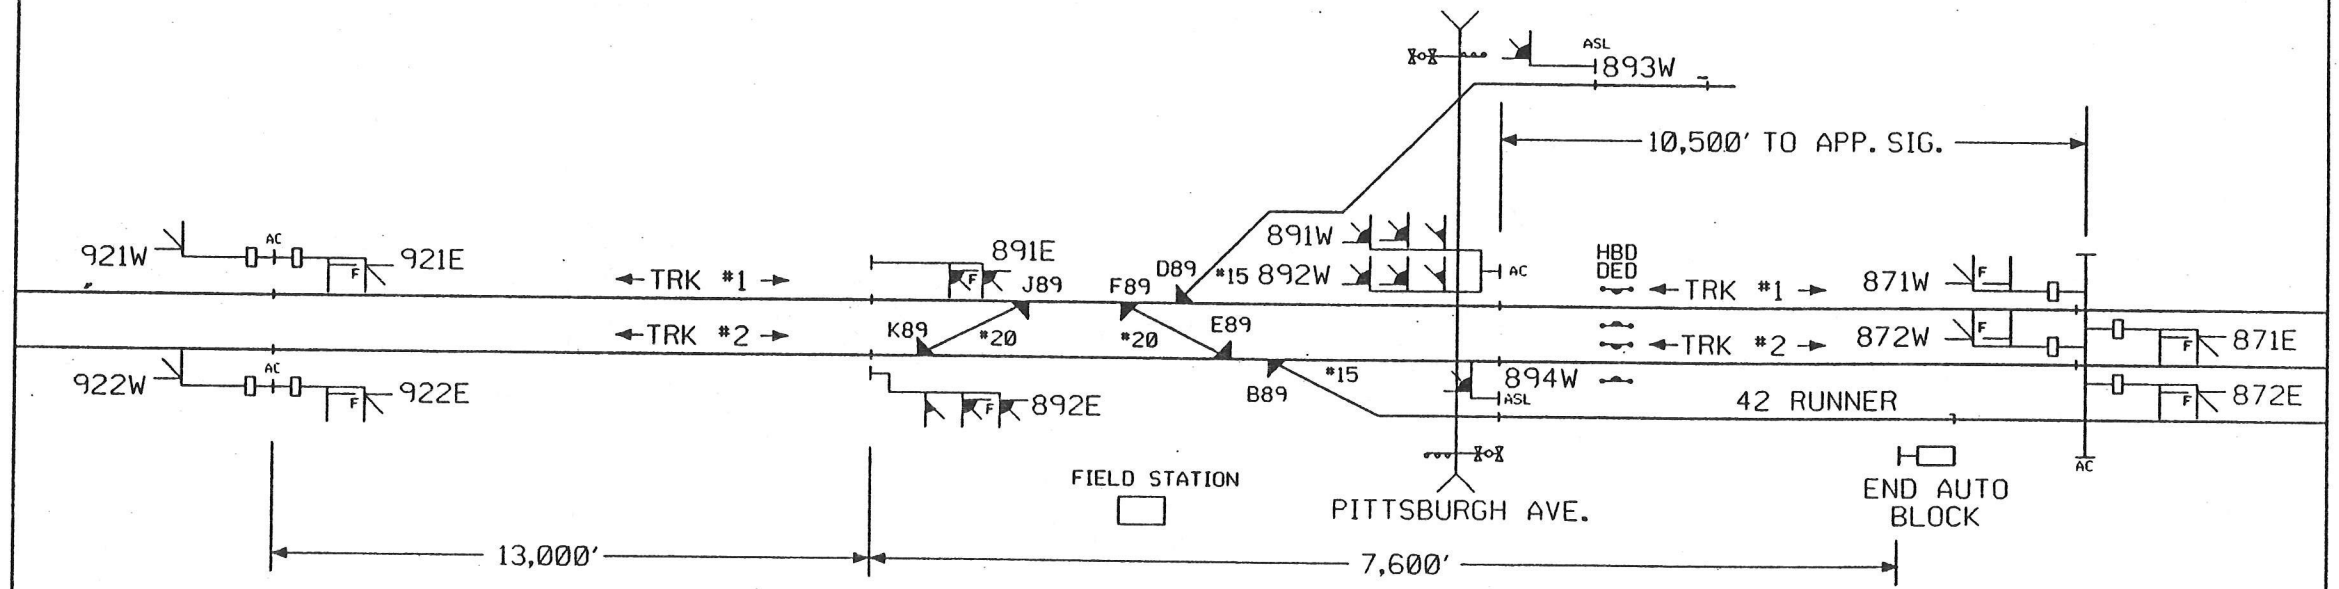 ASL
893W
10,500' TO APP. SIG.
921W
AC
921E
TRK #1
891E
J89
F89
D89
#15
891W
892W
AC
HBD
DED
TRK #1
871W
F
F
F
K89
#20
#20
E89
TRK #2
TRK #2
872W
F
871E
F
922W
AC
922E
F
892E
F
B89
#15
894W
ASL
42 RUNNER
872E
F
AC
FIELD STATION
PITTSBURGH AVE.
END AUTO
BLOCK
13,000'
7,600'